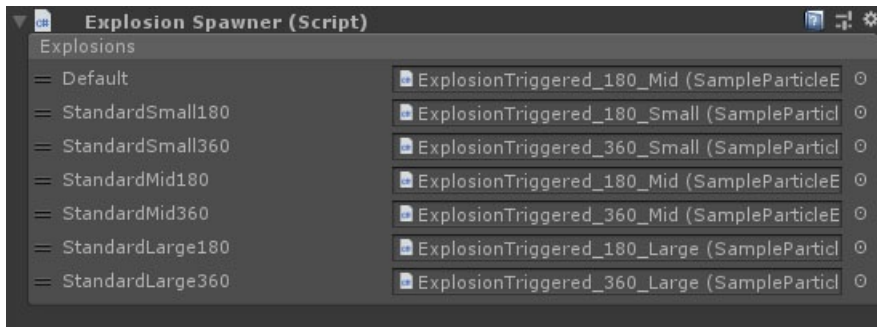 Explosion Spawner (Script)
Explosions
Default ExplosionTriggered_180_Mid (SampleParticleE
StandardSmall180 ExplosionTriggered_180_Small (SampleParticl
StandardSmall360 ExplosionTriggered_360_Small (SampleParticl
StandardMid180 ExplosionTriggered_180_Mid (SampleParticleE
StandardMid360 ExplosionTriggered_360_Mid (SampleParticleE
StandardLarge180 ExplosionTriggered_180_Large (SampleParticl
StandardLarge360 ExplosionTriggered_360_Large (SampleParticl